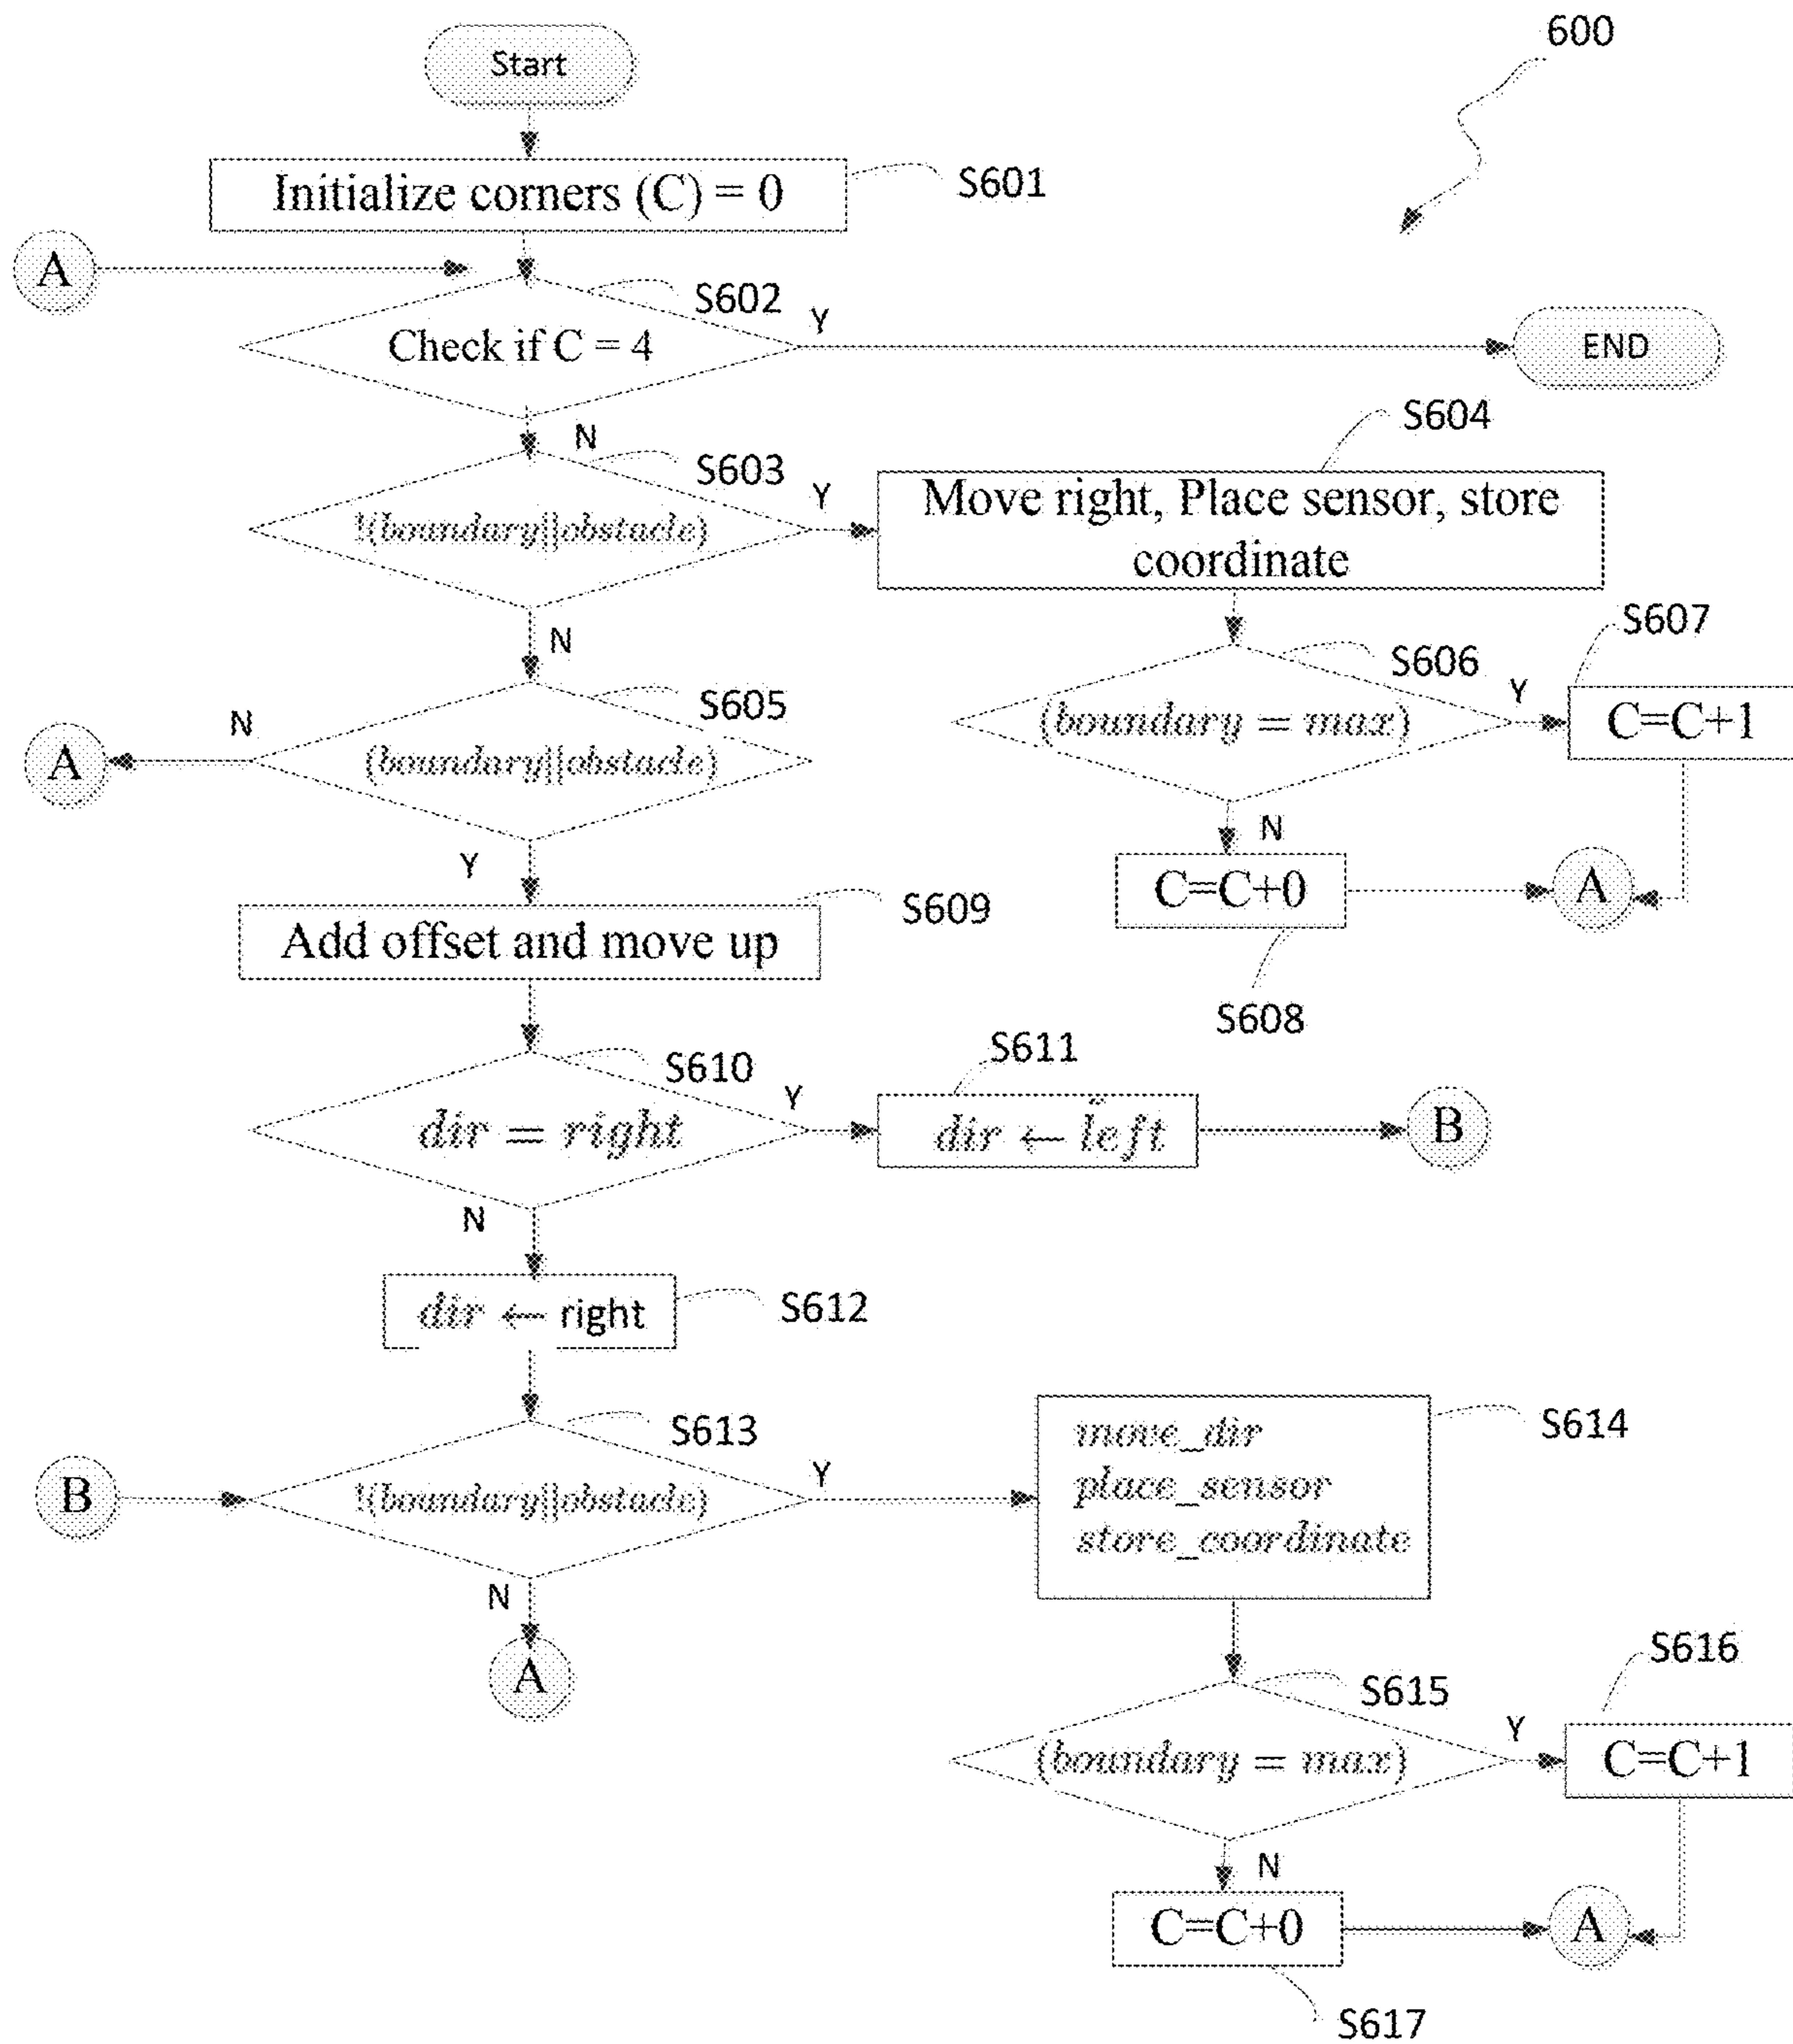 600
Start
Initialize corners (C) = 0
S601
A
S602
Check if C = 4
Y
END
N
S603
!(boundary||obstacle)
Y
S604
Move right, Place sensor, store
coordinate
N
S605
(boundary||obstacle)
N
A
S606
(boundary = max)
Y
S607
C=C+1
N
C=C+0
A
S608
Y
Add offset and move up
S609
S610
dir = right
Y
S611
dir ← left
B
N
dir ← right
S612
B
S613
!(boundary||obstacle)
Y
S614
move_dir
place_sensor
store_coordinate
N
A
S615
(boundary = max)
Y
S616
C=C+1
N
C=C+0
A
S617